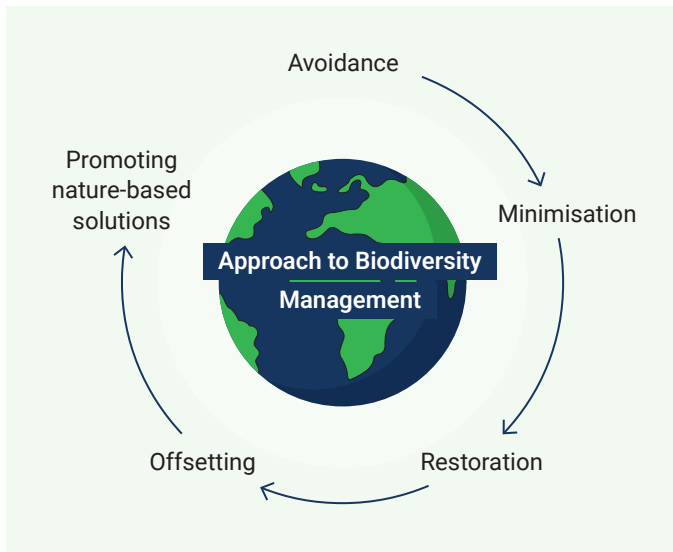 Avoidance
Minimisation
Restoration
Offsetting
Promoting
nature-based
solutions
Approach to Biodiversity
Management